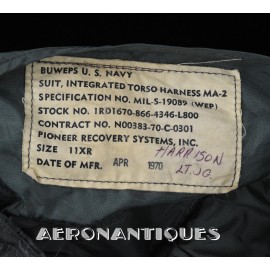 BUWEPS U. S. NAVY
SUIT, INTEGRATED TORSO HARNESS MA-2
SPECIFICATION NO. MIL-S-19089 (WEP)
STOCK NO. 1RD1670-866-4346-L800
CONTRACT NO. N00383-70-C-0301
PIONEER RECOVERY SYSTEMS, INC.
SIZE 11XR HARRISON
DATE OF MFR. APR 1970 LT.JG
AERONANTIQUES